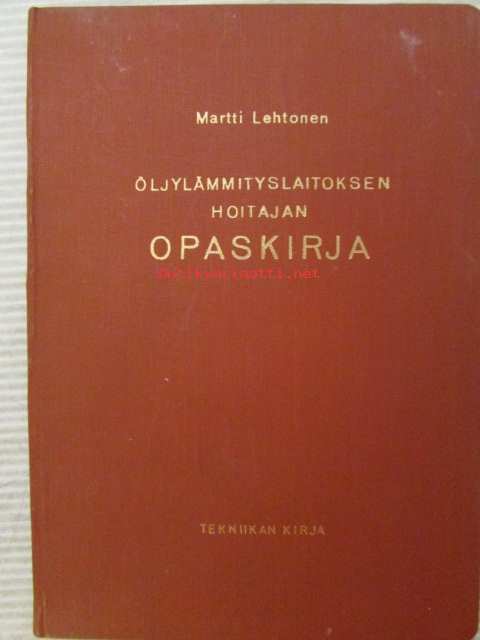 Martti Lehtonen
ÖLJYLÄMMITYSLAITOKSEN
HOITAJAN
OPASKIRJA
TEKNIIKAN KIRJA